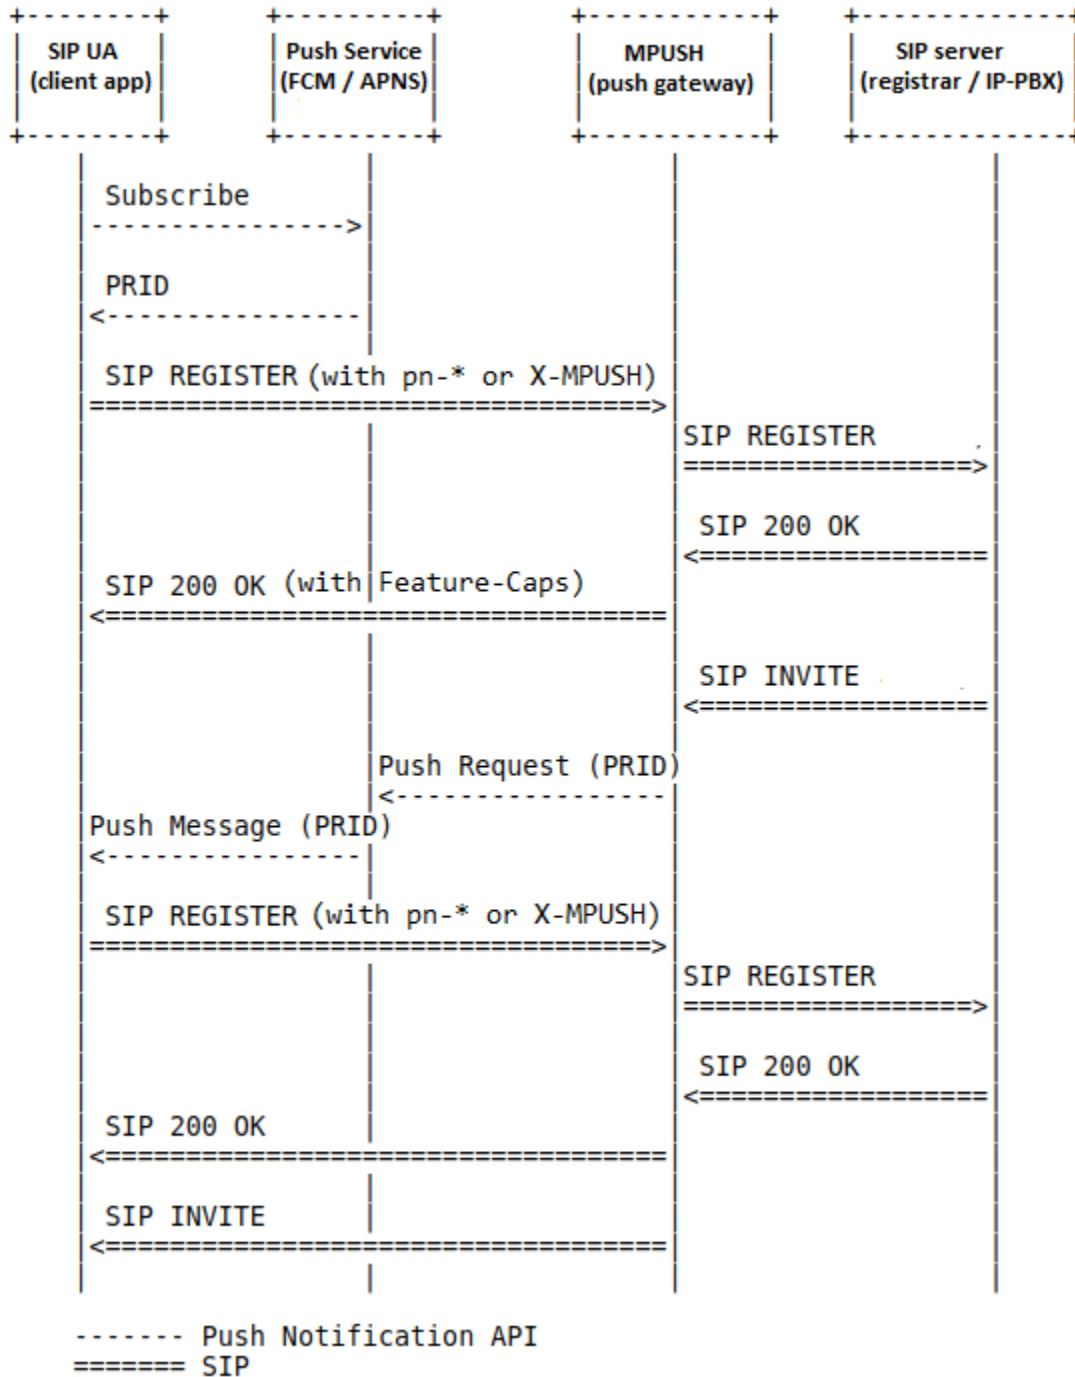 SIP UA
(client app)
Push Service
(FCM / APNS)
MPUSH
(push gateway)
SIP server
(registrar / IP-PBX)
Subscribe
PRID
SIP REGISTER (with pn-* or X-MPUSH)
SIP REGISTER
SIP 200 OK
SIP 200 OK (with Feature-Caps)
SIP INVITE
Push Request (PRID)
Push Message (PRID)
SIP REGISTER (with pn-* or X-MPUSH)
SIP REGISTER
SIP 200 OK
SIP 200 OK
SIP INVITE
------- Push Notification API
======= SIP